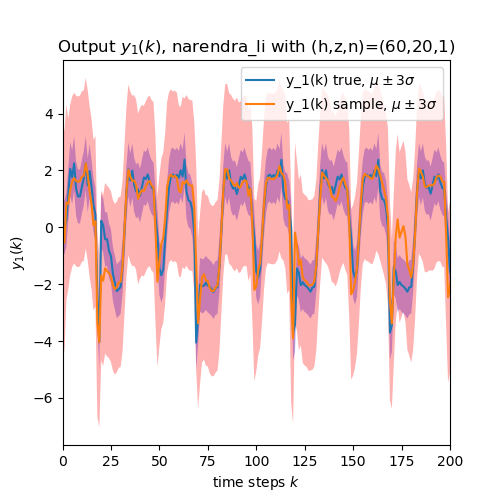 Output y₁(k), narendra_li with (h,z,n)=(60,20,1)
y_1(k) true, μ ± 3σ
y_1(k) sample, μ ± 3σ
y₁(k)
4
2
0
−2
−4
−6
0 25 50 75 100 125 150 175 200
time steps k